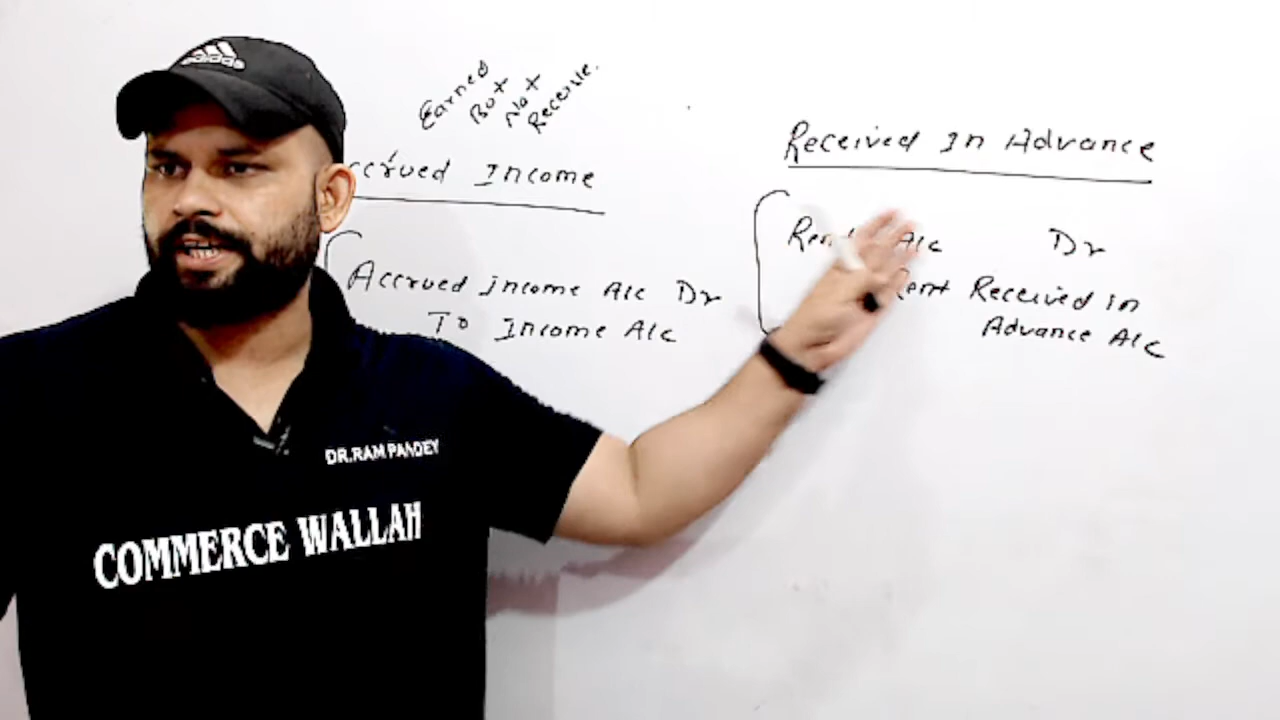 adidas
Earned
But
Not
Receive.
ccrued Income
Accrued income A/c Dr
To Income A/c
Received In Advance
A/c Dr
Received in
Advance A/c
DR.RAM PANDEY
COMMERCE WALLAH